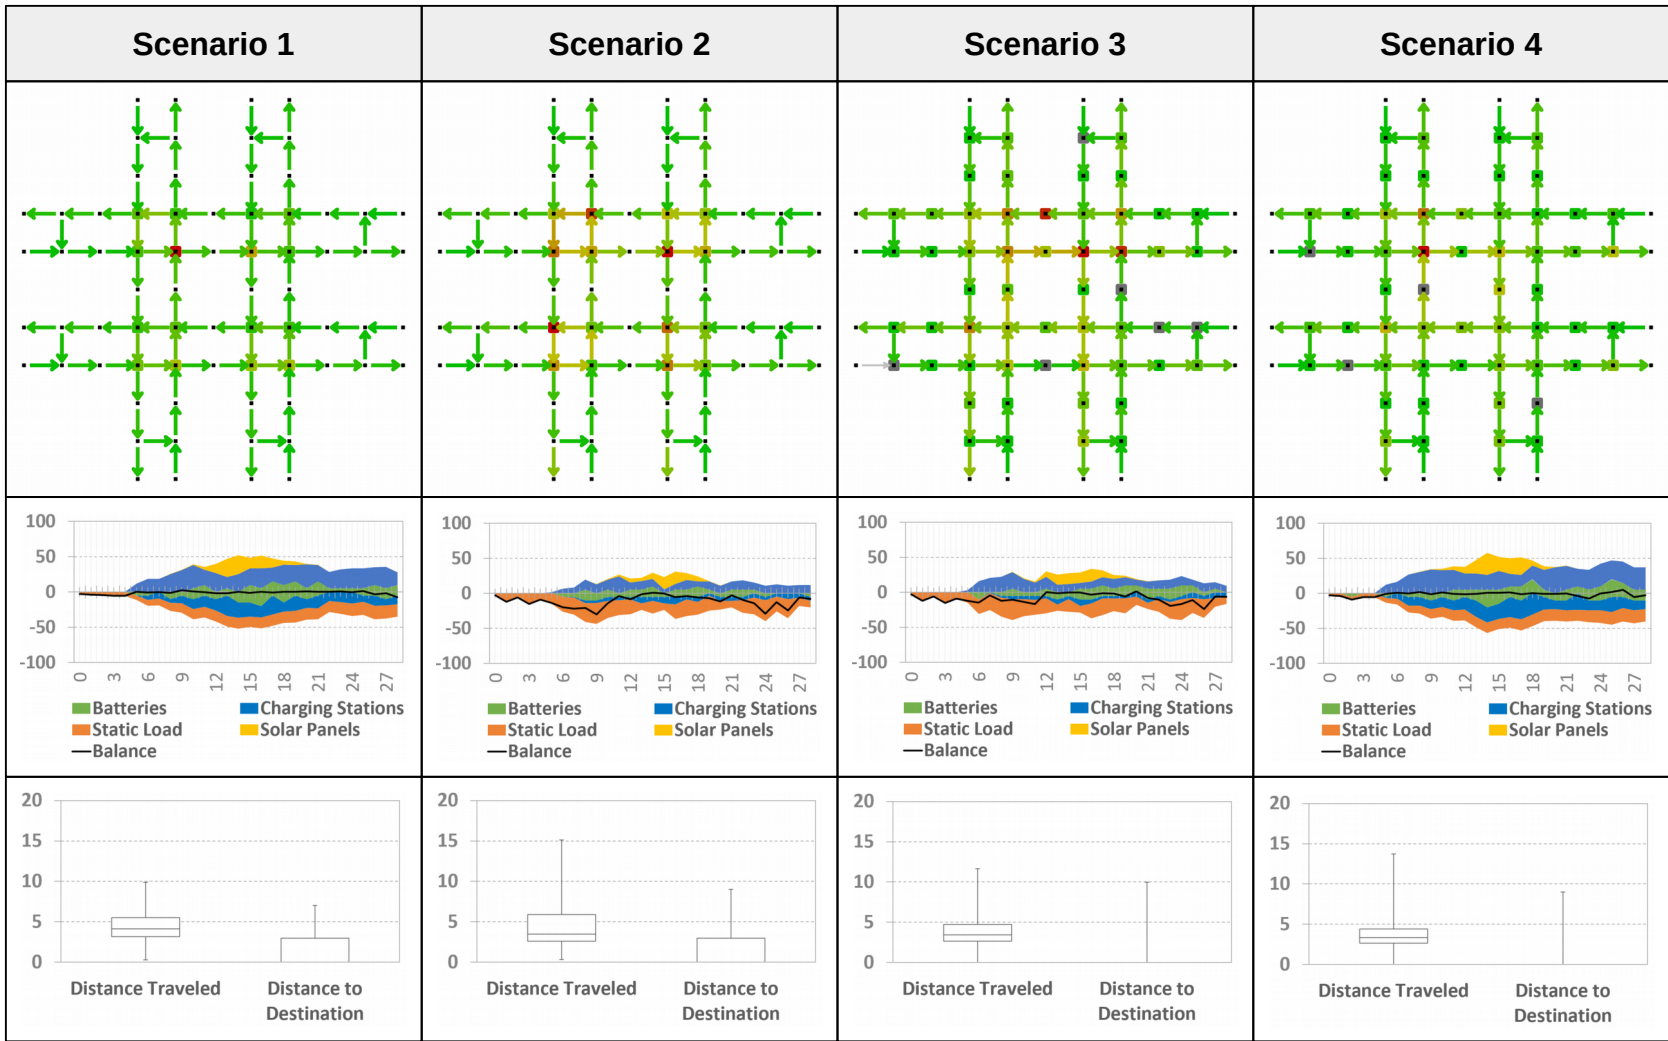 Scenario 1
Scenario 2
Scenario 3
Scenario 4
100
50
0
-50
-100
0 3 6 9 12 15 18 21 24 27
Batteries Charging Stations
Static Load Solar Panels
Balance
100
50
0
-50
-100
0 3 6 9 12 15 18 21 24 27
Batteries Charging Stations
Static Load Solar Panels
Balance
100
50
0
-50
-100
0 3 6 9 12 15 18 21 24 27
Batteries Charging Stations
Static Load Solar Panels
Balance
100
50
0
-50
-100
0 3 6 9 12 15 18 21 24 27
Batteries Charging Stations
Static Load Solar Panels
Balance
20
15
10
5
0
Distance Traveled Distance to
Destination
20
15
10
5
0
Distance Traveled Distance to
Destination
20
15
10
5
0
Distance Traveled Distance to
Destination
20
15
10
5
0
Distance Traveled Distance to
Destination